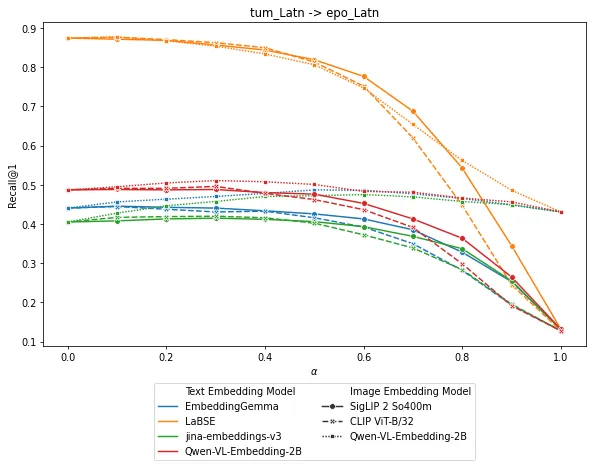 tum_Latn -> epo_Latn
Recall@1
0.9
0.8
0.7
0.6
0.5
0.4
0.3
0.2
0.1
0.0 0.2 0.4 0.6 0.8 1.0
α
Text Embedding Model
EmbeddingGemma
LaBSE
jina-embeddings-v3
Qwen-VL-Embedding-2B
Image Embedding Model
SigLIP 2 So400m
CLIP ViT-B/32
Qwen-VL-Embedding-2B